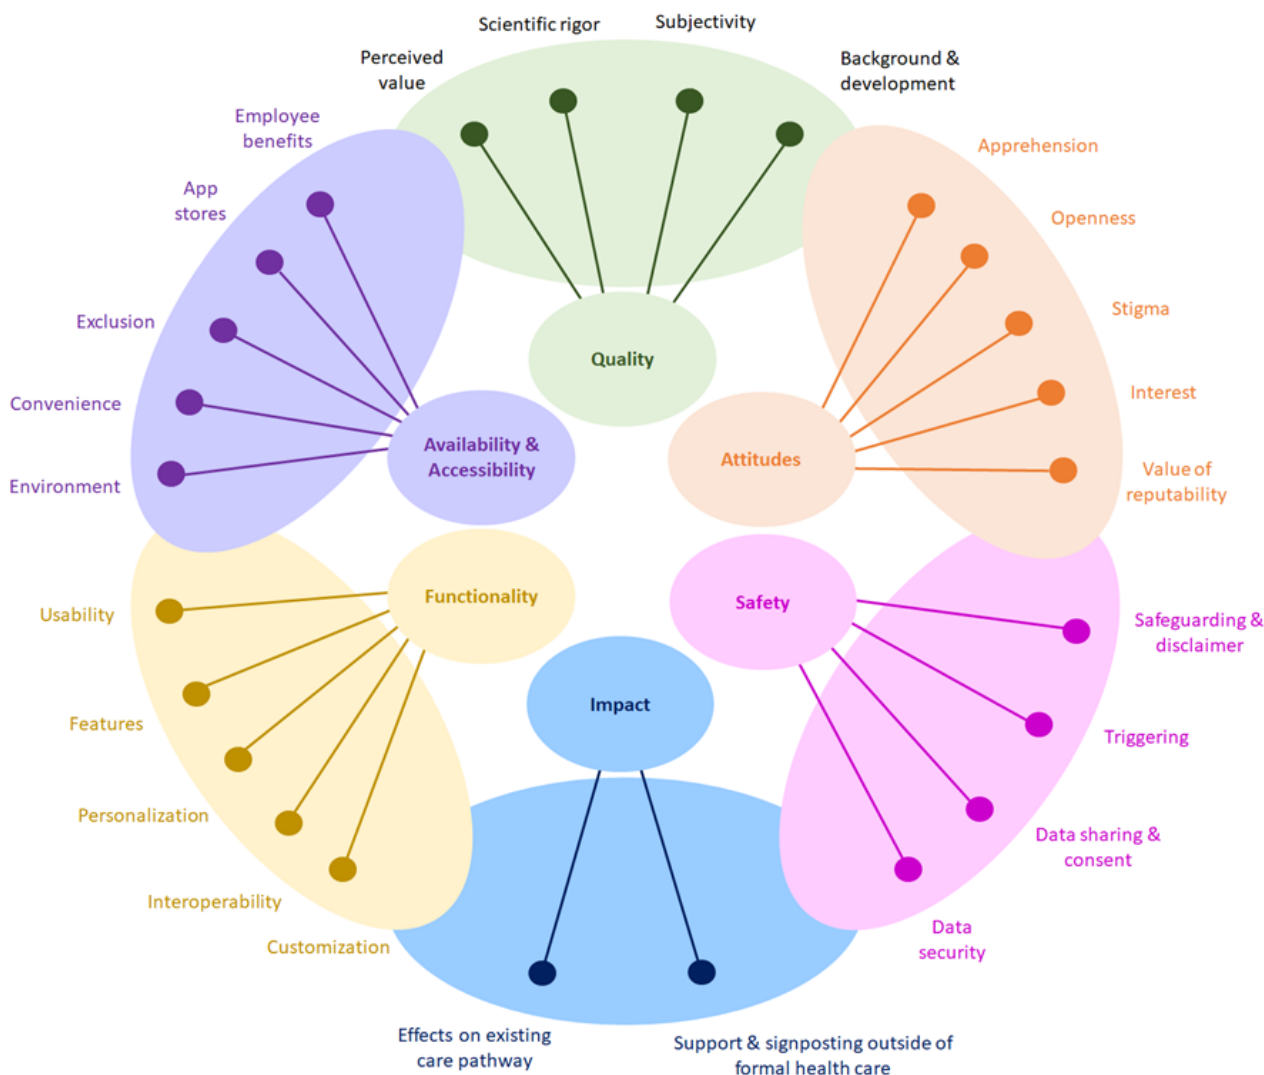 Scientific rigor
Subjectivity
Perceived
value
Background &
development
Employee
benefits
Apprehension
App
stores
Openness
Exclusion
Stigma
Quality
Convenience
Interest
Availability &
Accessibility
Attitudes
Environment
Value of
reputability
Usability
Functionality
Safety
Safeguarding &
disclaimer
Features
Impact
Triggering
Personalization
Data sharing &
consent
Interoperability
Customization
Data
security
Effects on existing
care pathway
Support & signposting outside of
formal health care